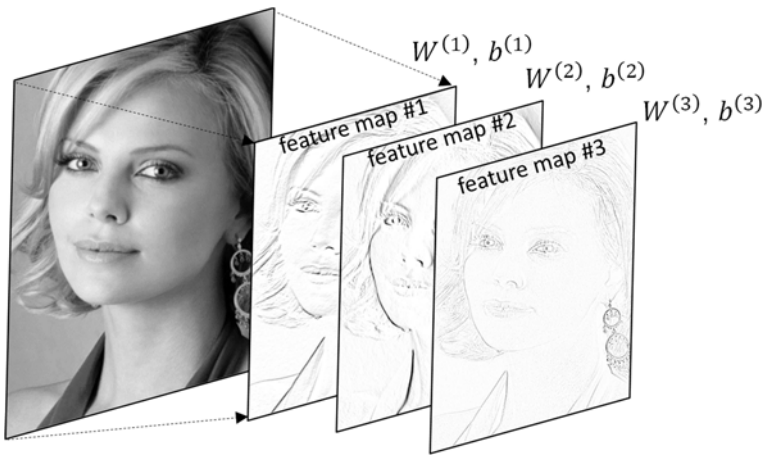 W⁽¹⁾, b⁽¹⁾
W⁽²⁾, b⁽²⁾
W⁽³⁾, b⁽³⁾
feature map #1
feature map #2
feature map #3